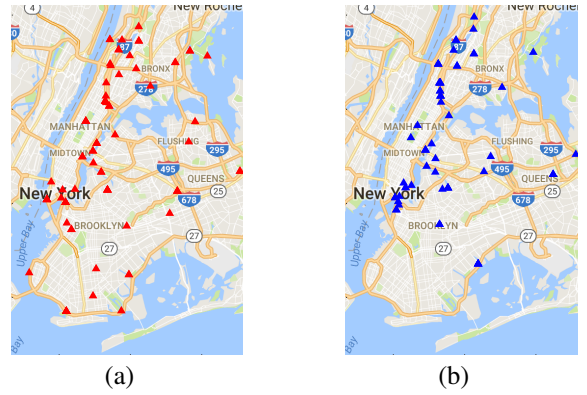 New Roche
4
87
BRONX
278
MANHATTAN
FLUSHING
MIDTOWN
295
495
QUEENS
New York
25
678
BROOKLYN
27
27
Upper Bay
Bay
(a)
New Roche
4
87
BRONX
278
MANHATTAN
FLUSHING
MIDTOWN
295
495
QUEENS
New York
25
678
BROOKLYN
27
27
Upper Bay
Bay
(b)